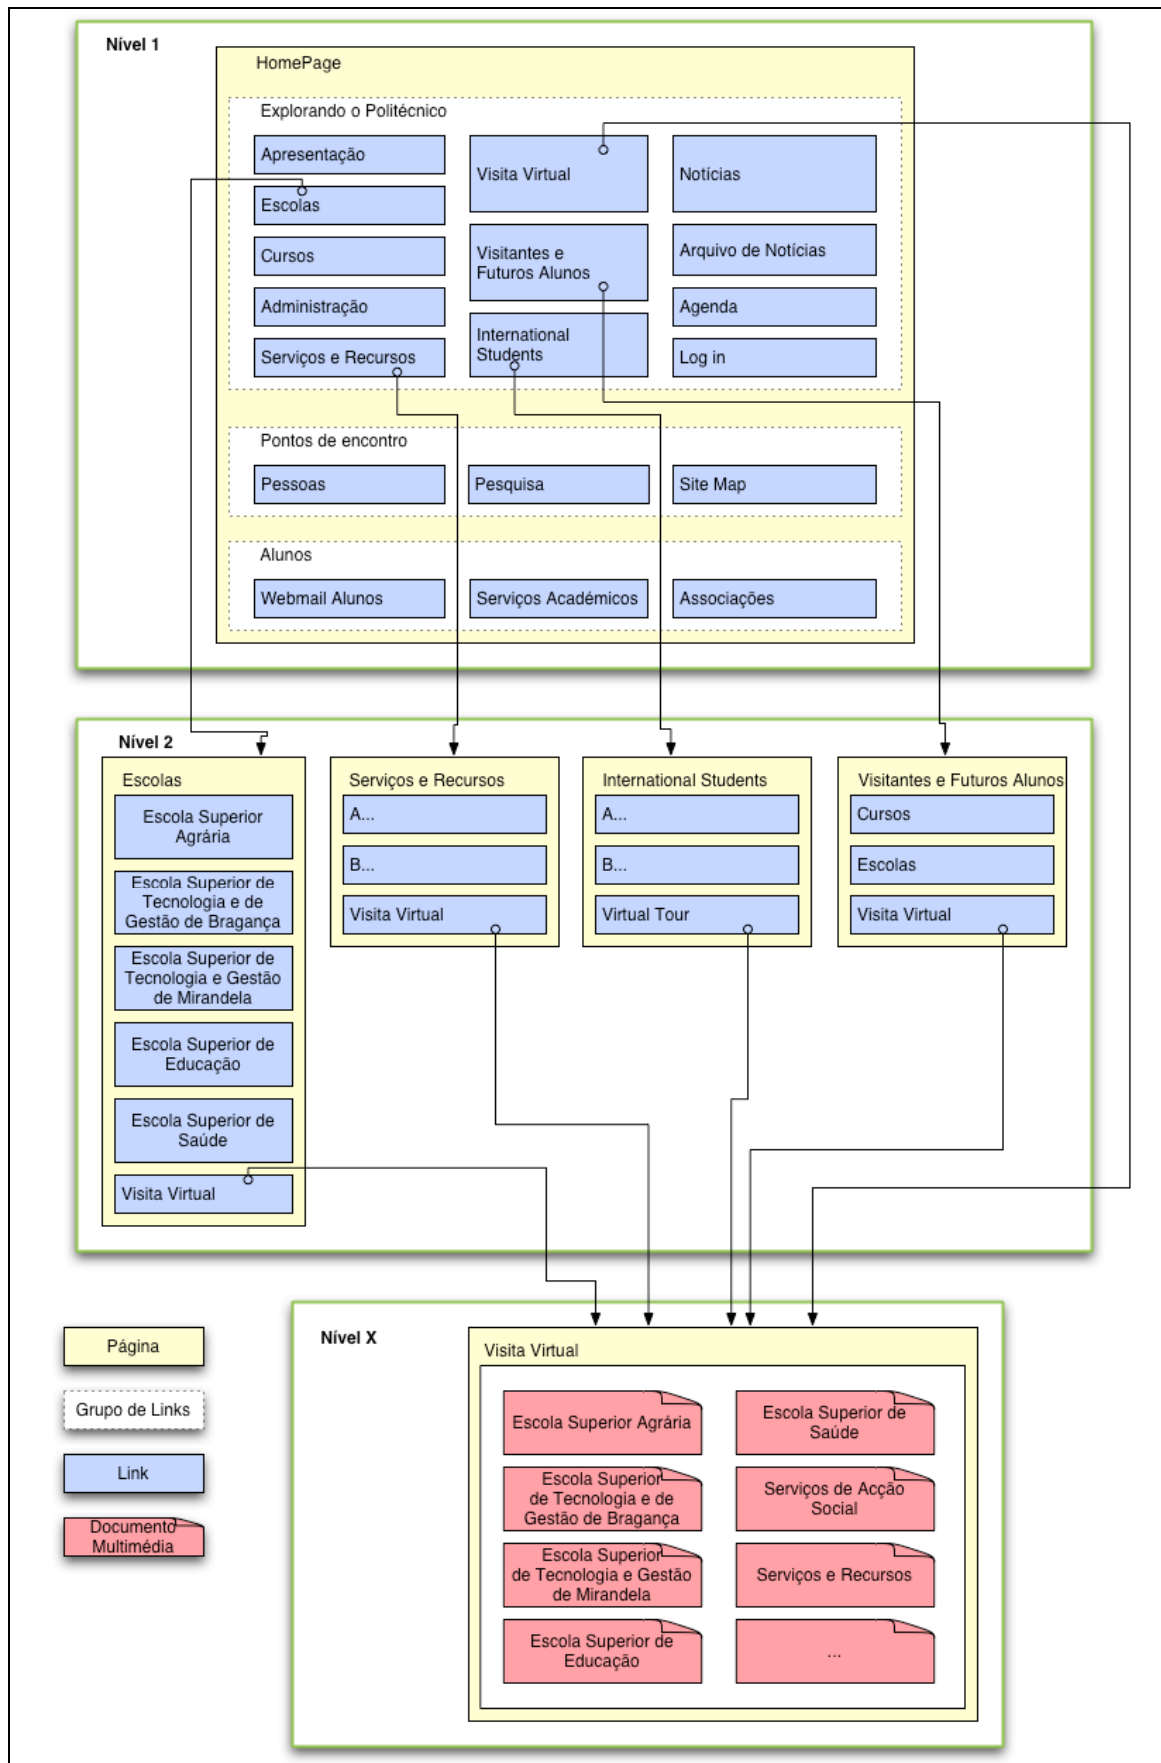 Nível 1
HomePage
Explorando o Politécnico
Apresentação
Escolas
Cursos
Administração
Serviços e Recursos
Visita Virtual
Visitantes e
Futuros Alunos
International
Students
Notícias
Arquivo de Notícias
Agenda
Log in
Pontos de encontro
Pessoas
Pesquisa
Site Map
Alunos
Webmail Alunos
Serviços Académicos
Associações
Nível 2
Escolas
Escola Superior
Agrária
Escola Superior de
Tecnologia e de
Gestão de Bragança
Escola Superior de
Tecnologia e Gestão
de Mirandela
Escola Superior de
Educação
Escola Superior de
Saúde
Visita Virtual
Serviços e Recursos
A...
B...
Visita Virtual
International Students
A...
B...
Virtual Tour
Visitantes e Futuros Alunos
Cursos
Escolas
Visita Virtual
Página
Grupo de Links
Link
Documento
Multimédia
Nível X
Visita Virtual
Escola Superior Agrária
Escola Superior
de Tecnologia e de
Gestão de Bragança
Escola Superior
de Tecnologia e Gestão
de Mirandela
Escola Superior de
Educação
Escola Superior de
Saúde
Serviços de Acção
Social
Serviços e Recursos
...